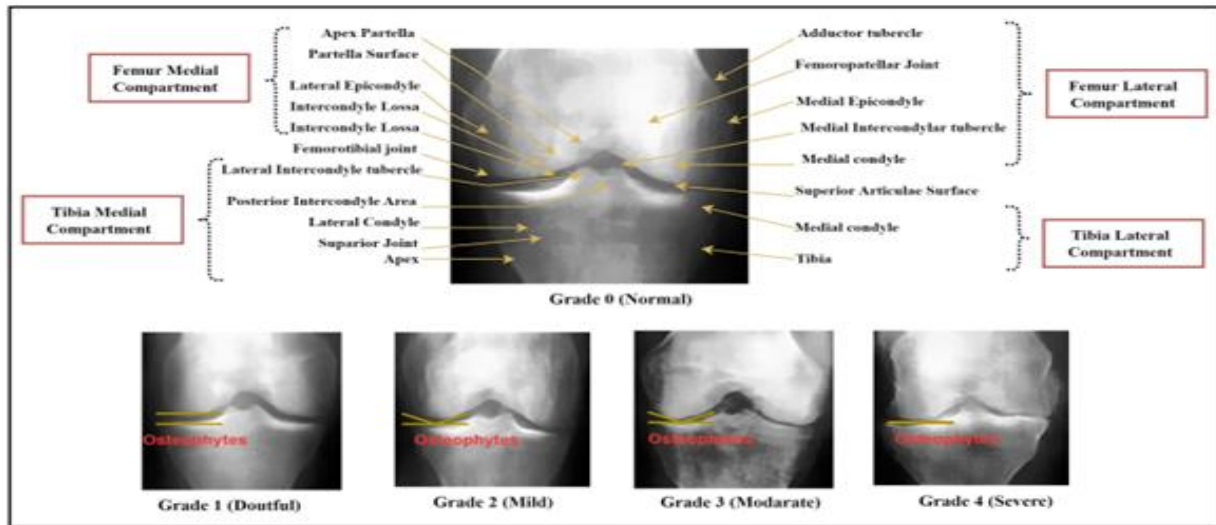 Femur Medial
Compartment
Tibia Medial
Compartment
Apex Partella
Partella Surface
Lateral Epicondyle
Intercondyle Lossa
Intercondyle Lossa
Femorotibial joint
Lateral Intercondyle tubercle
Posterior Intercondyle Area
Lateral Condyle
Suparior Joint
Apex
Adductor tubercle
Femoropatellar Joint
Medial Epicondyle
Medial Intercondylar tubercle
Medial condyle
Superior Articulae Surface
Medial condyle
Tibia
Femur Lateral
Compartment
Tibia Lateral
Compartment
Grade 0 (Normal)
Osteophytes
Osteophytes
Osteophytes
Osteophytes
Grade 1 (Doutful)
Grade 2 (Mild)
Grade 3 (Modarate)
Grade 4 (Severe)